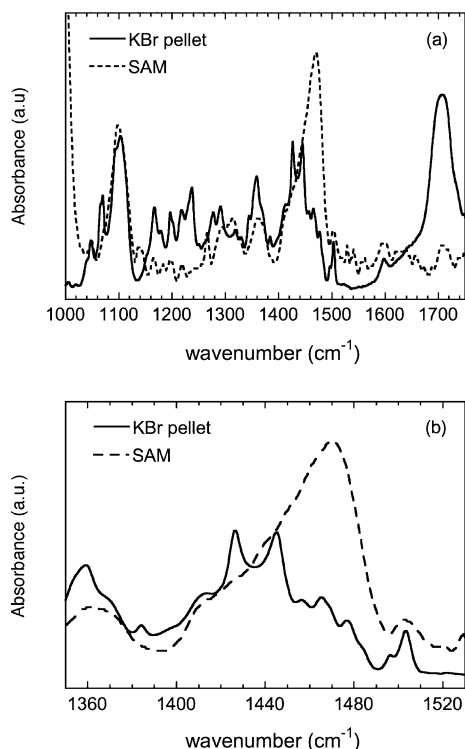 KBr pellet
SAM
(a)
Absorbance (a.u)
1000 1100 1200 1300 1400 1500 1600 1700
wavenumber (cm-1)
KBr pellet
SAM
(b)
Absorbance (a.u.)
1360 1400 1440 1480 1520
wavenumber (cm-1)